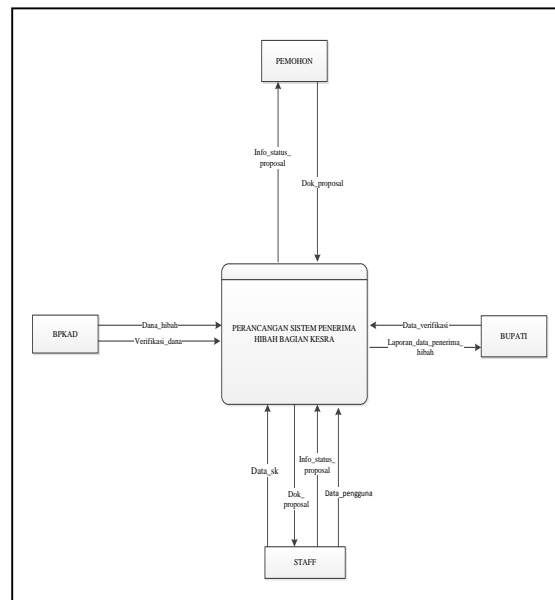 PEMOHON
Info_status_
proposal
Dok_proposal
PERANCANGAN SISTEM PENERIMA
HIBAH BAGIAN KESRA
BPKAD
Dana_hibah
Verifikasi_dana
Data_verifikasi
Laporan_data_penerima_
hibah
BUPATI
Data_sk
Dok_
proposal
Info_status_
proposal
Data_pengguna
STAFF